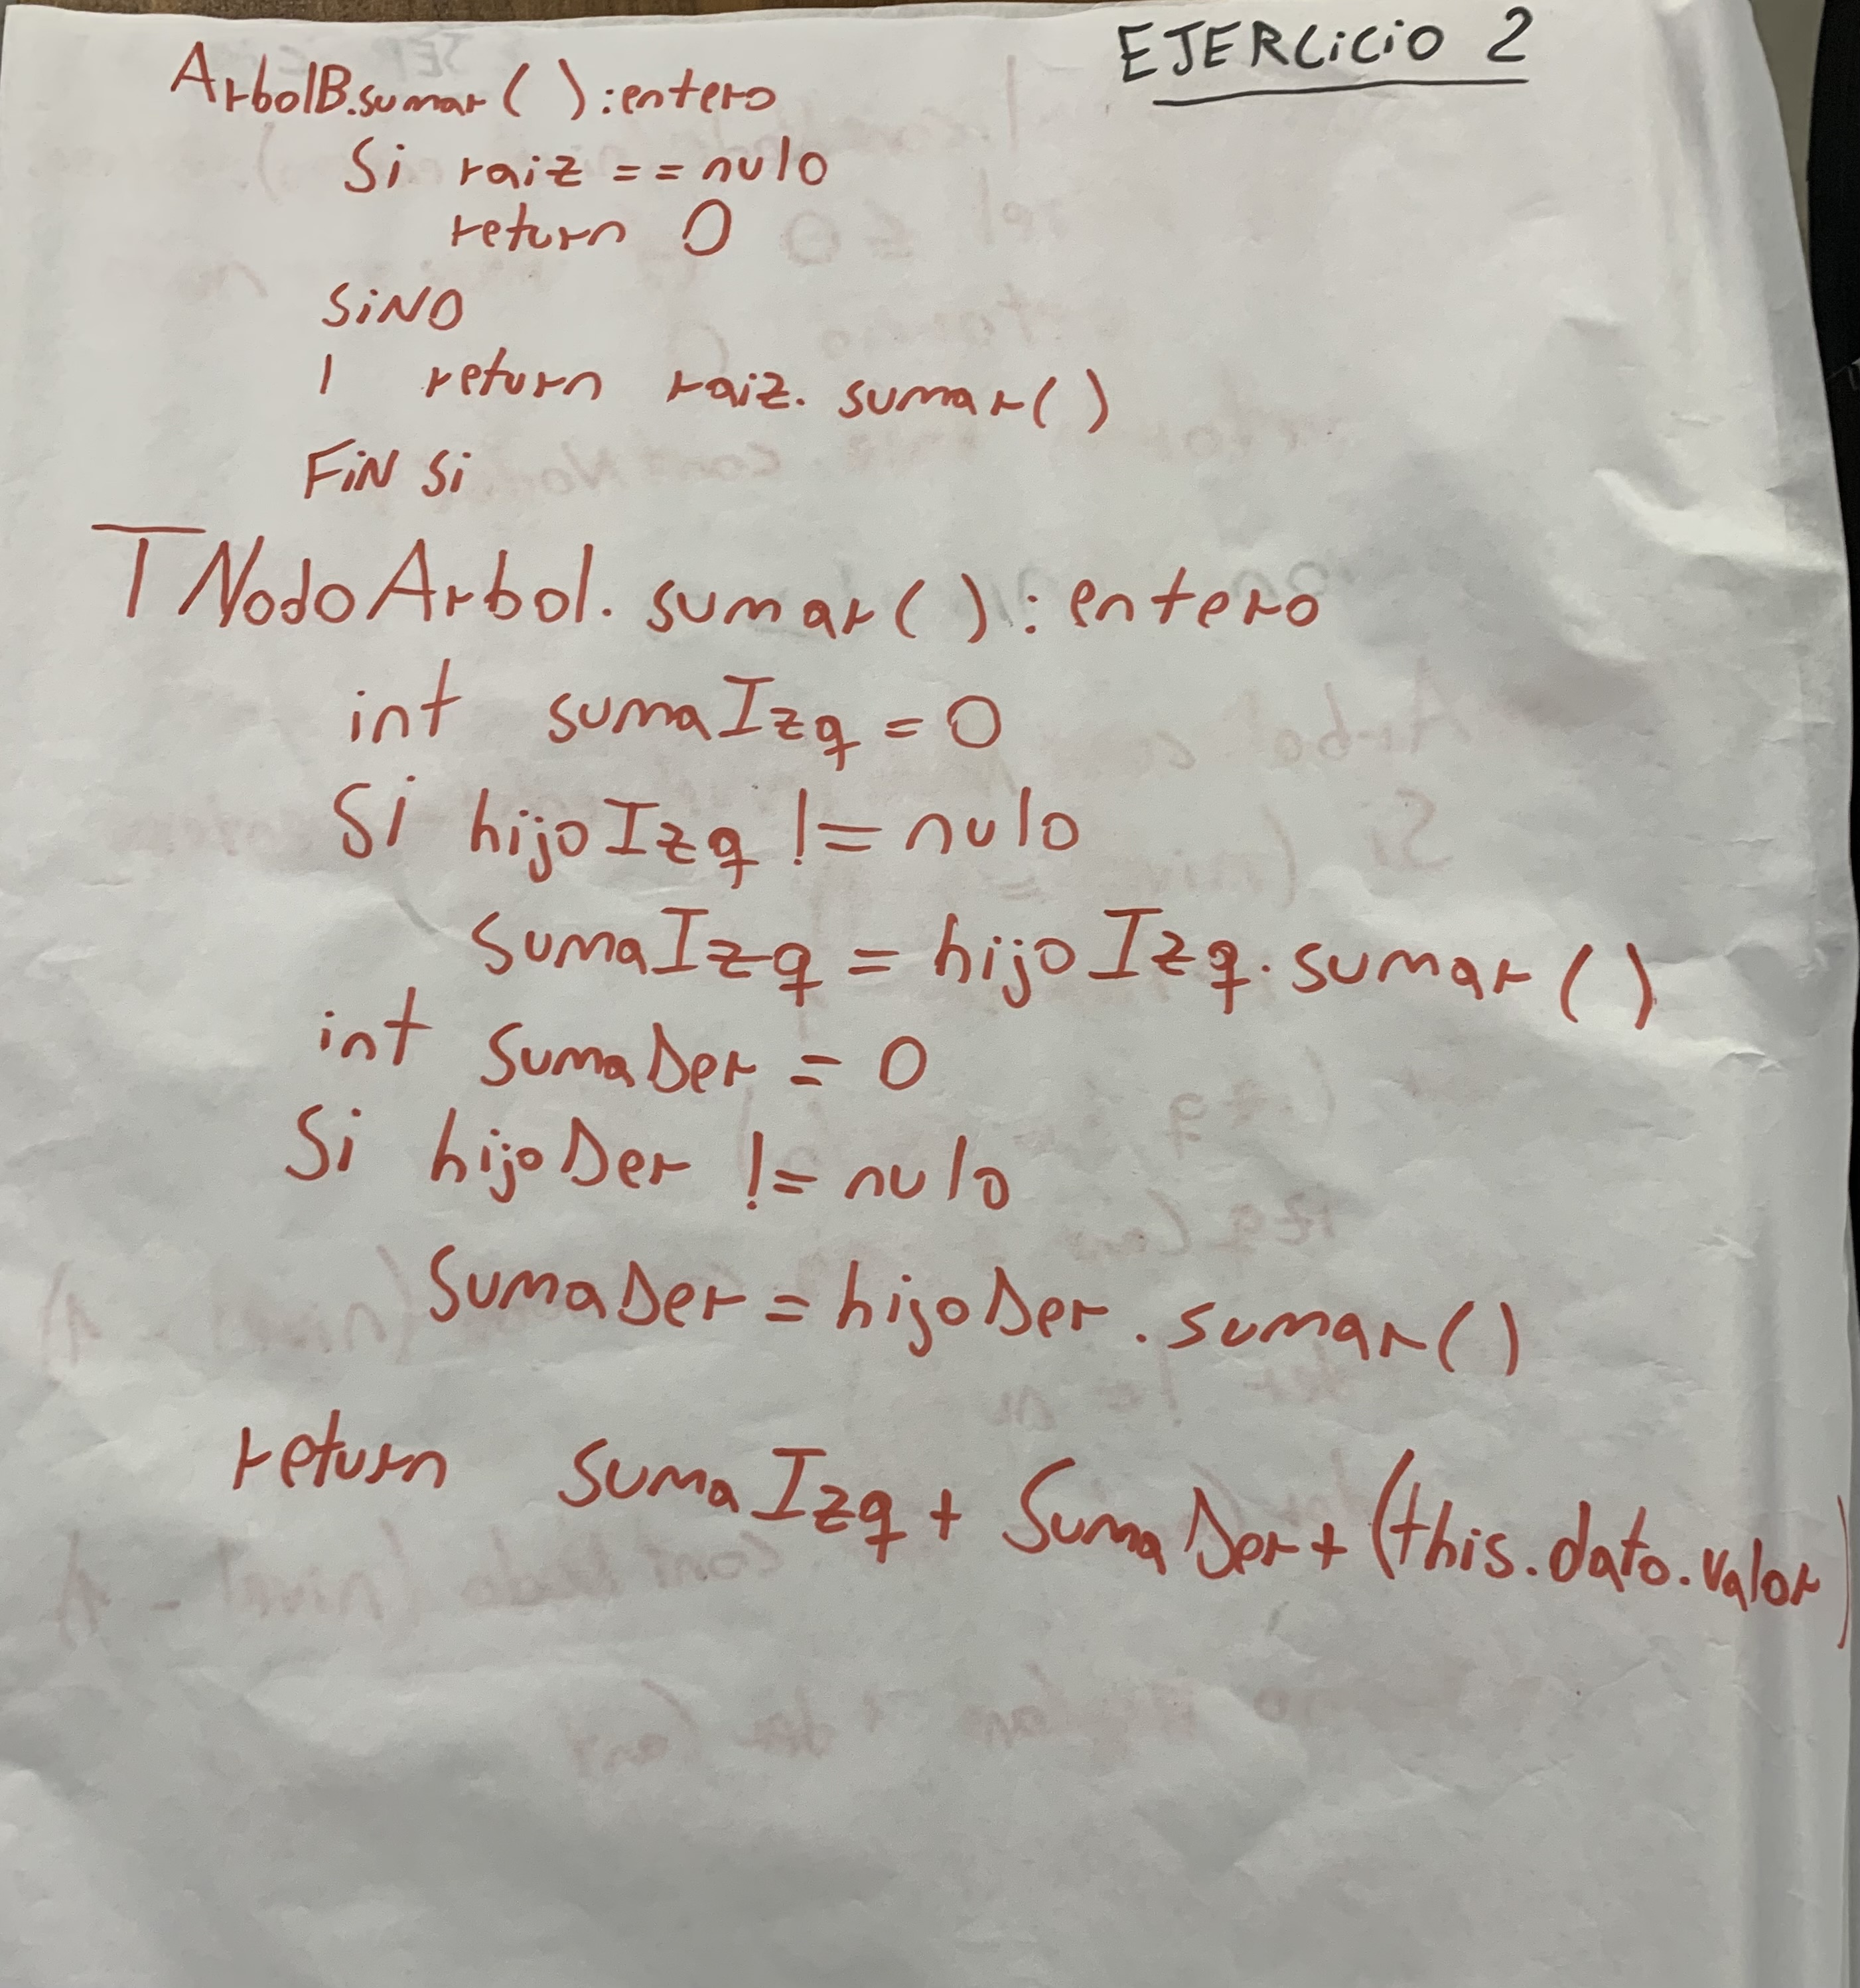 EJERCiCiO 2
ArbolB.sumar ( ) : entero
Si raiz == nulo
return 0
SiNO
| return raiz. sumar( )
FiN Si
TNodoArbol. sumar ( ) : entero
int sumaIzq = 0
Si hijoIzq != nulo
SumaIzq = hijoIzq. sumar ( )
int SumaDer = 0
Si hijoDer != nulo
SumaDer = hijoDer. sumar( )
return sumaIzq + SumaDer + (this.dato.valor)